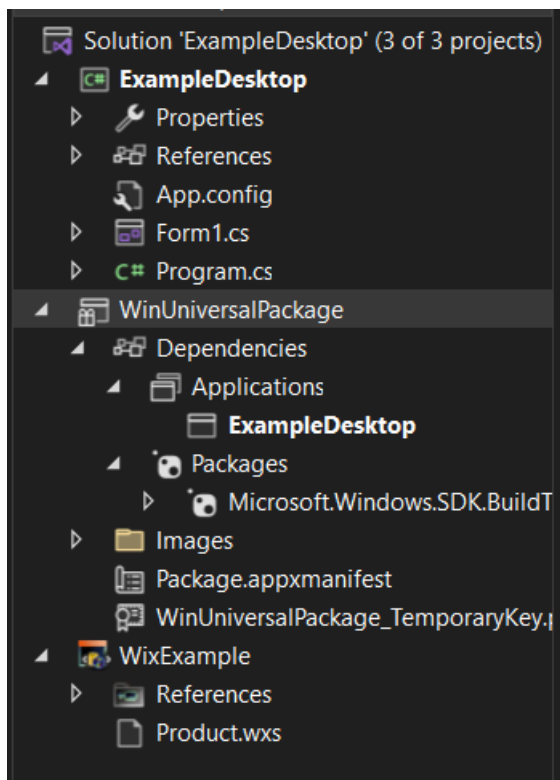 Solution 'ExampleDesktop' (3 of 3 projects)
C# ExampleDesktop
Properties
References
App.config
Form1.cs
C# Program.cs
WinUniversalPackage
Dependencies
Applications
ExampleDesktop
Packages
Microsoft.Windows.SDK.BuildT
Images
Package.appxmanifest
WinUniversalPackage_TemporaryKey.p
WixExample
References
Product.wxs